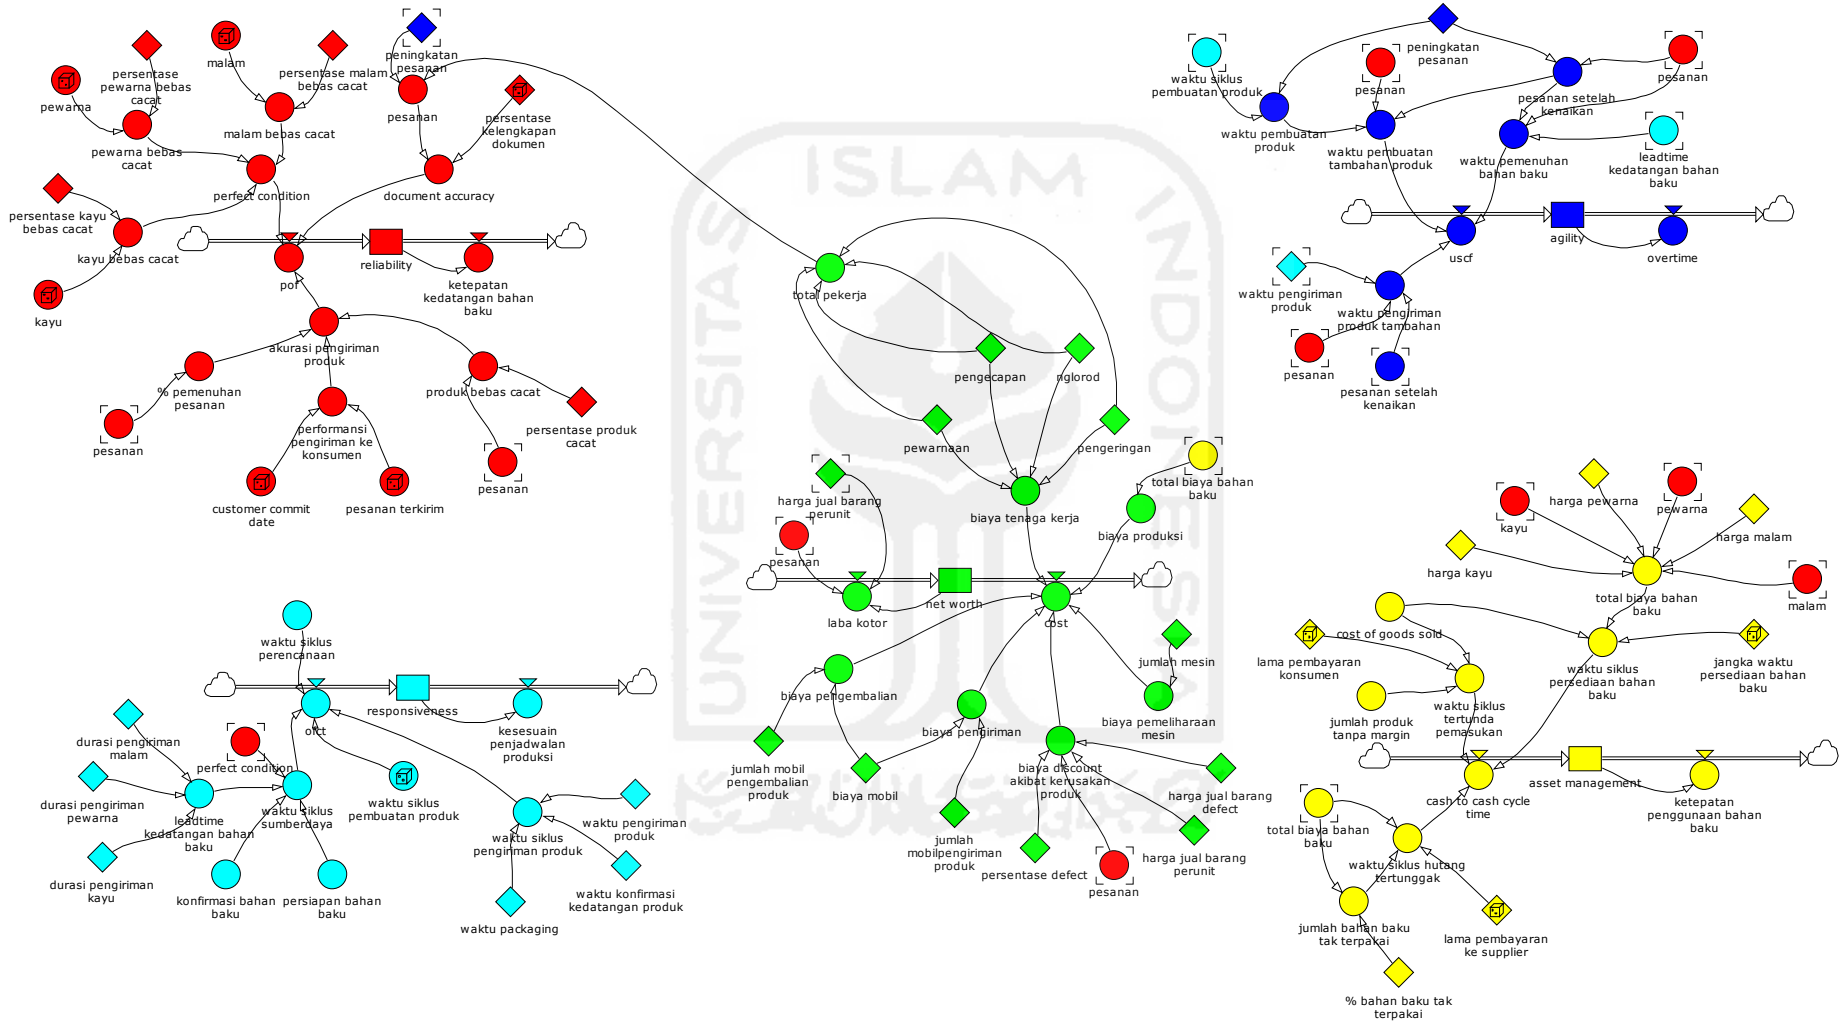 persentase
pewarna bebas
cacat
pewarna
pewarna bebas
cacat
malam
persentase malam
bebas cacat
malam bebas cacat
peningkatan
pesanan
pesanan
persentase
kelengkapan
dokumen
document accuracy
perfect condition
persentase kayu
bebas cacat
kayu bebas cacat
kayu
pof
reliability
ketepatan
kedatangan bahan
baku
akurasi pengiriman
produk
% pemenuhan
pesanan
pesanan
performansi
pengiriman ke
konsumen
customer commit
date
pesanan terkirim
produk bebas cacat
persentase produk
cacat
pesanan
waktu siklus
perencanaan
ofct
responsiveness
kesesuain
penjadwalan
produksi
durasi pengiriman
malam
durasi pengiriman
pewarna
durasi pengiriman
kayu
leadtime
kedatangan bahan
baku
perfect condition
waktu siklus
sumberdaya
konfirmasi bahan
baku
persiapan bahan
baku
waktu siklus
pembuatan produk
waktu siklus
pengiriman produk
waktu pengiriman
produk
waktu konfirmasi
kedatangan produk
waktu packaging
UNIVERSITAS
ISLAM
INDONESIA
total pekerja
pengecapan
nglorod
pewarnaan
pengeringan
biaya tenaga kerja
total biaya bahan
baku
biaya produksi
harga jual barang
perunit
pesanan
laba kotor
net worth
cost
jumlah mesin
biaya pemeliharaan
mesin
biaya pengembalian
biaya pengiriman
jumlah mobil
pengembalian
produk
biaya mobil
jumlah
mobilpengiriman
produk
biaya discount
akibat kerusakan
produk
persentase defect
pesanan
harga jual barang
defect
harga jual barang
perunit
waktu siklus
pembuatan produk
peningkatan
pesanan
pesanan
pesanan
waktu pembuatan
produk
waktu pembuatan
tambahan produk
pesanan setelah
kenaikan
waktu pemenuhan
bahan baku
leadtime
kedatangan bahan
baku
uscf
agility
overtime
waktu pengiriman
produk
waktu pengiriman
produk tambahan
pesanan
pesanan setelah
kenaikan
harga pewarna
pewarna
kayu
harga malam
harga kayu
malam
total biaya bahan
baku
cost of goods sold
lama pembayaran
konsumen
jumlah produk
tanpa margin
waktu siklus
tertunda
pemasukan
waktu siklus
persediaan bahan
baku
jangka waktu
persediaan bahan
baku
cash to cash cycle
time
asset management
ketepatan
penggunaan bahan
baku
total biaya bahan
baku
waktu siklus hutang
tertunggak
jumlah bahan baku
tak terpakai
lama pembayaran
ke supplier
% bahan baku tak
terpakai